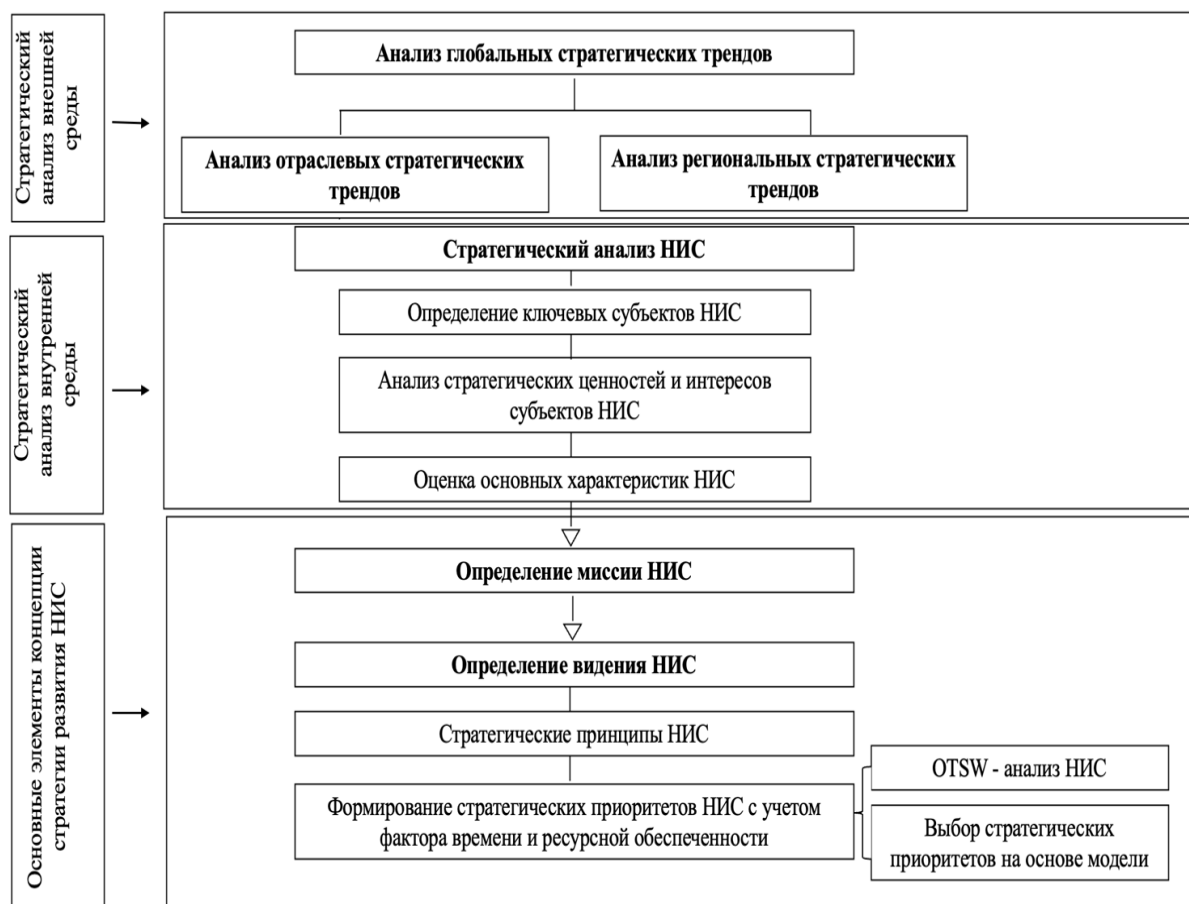 Стратегический
анализ внешней
среды
Анализ глобальных стратегических трендов
Анализ отраслевых стратегических
трендов
Анализ региональных стратегических
трендов
Стратегический
анализ внутренней
среды
Стратегический анализ НИС
Определение ключевых субъектов НИС
Анализ стратегических ценностей и интересов
субъектов НИС
Оценка основных характеристик НИС
Основные элементы концепции
стратегии развития НИС
Определение миссии НИС
Определение видения НИС
Стратегические принципы НИС
Формирование стратегических приоритетов НИС с учетом
фактора времени и ресурсной обеспеченности
OTSW - анализ НИС
Выбор стратегических
приоритетов на основе модели